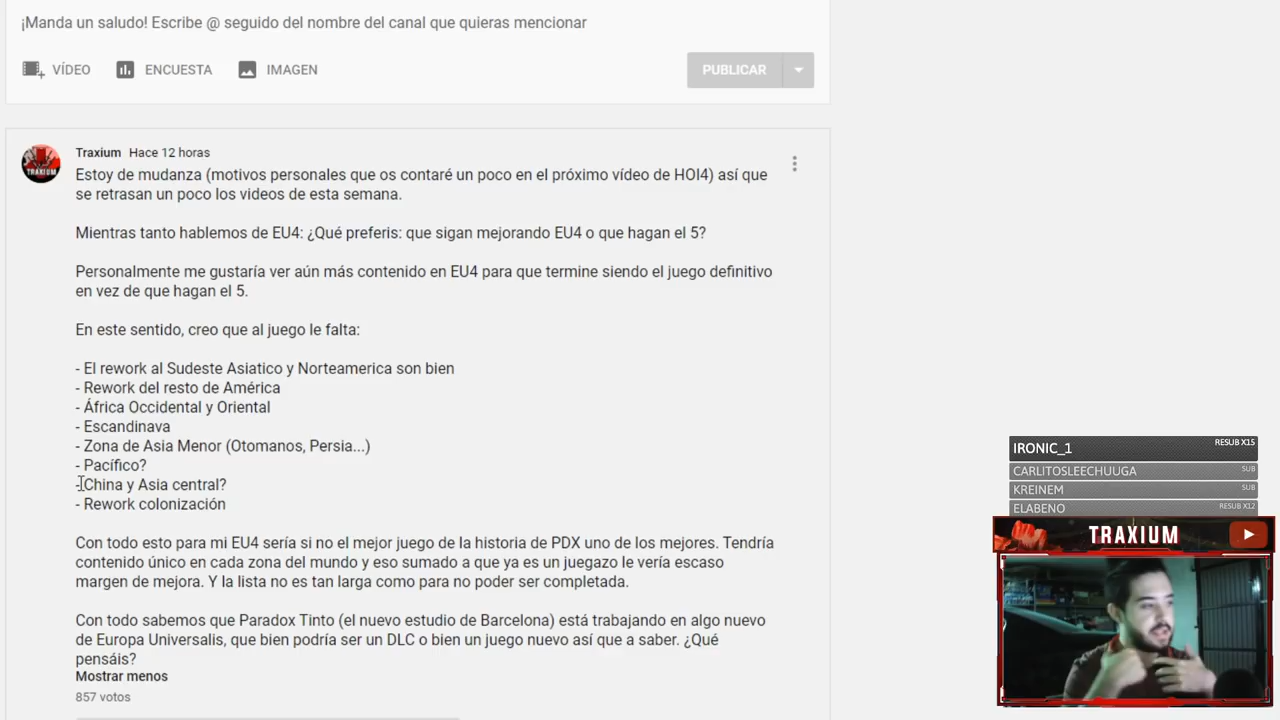 ¡Manda un saludo! Escribe @ seguido del nombre del canal que quieras mencionar
VÍDEO ENCUESTA IMAGEN PUBLICAR
Traxium Hace 12 horas
TRAXIUM
Estoy de mudanza (motivos personales que os contaré un poco en el próximo vídeo de HOI4) así que
se retrasan un poco los videos de esta semana.
Mientras tanto hablemos de EU4: ¿Qué preferis: que sigan mejorando EU4 o que hagan el 5?
Personalmente me gustaría ver aún más contenido en EU4 para que termine siendo el juego definitivo
en vez de que hagan el 5.
En este sentido, creo que al juego le falta:
- El rework al Sudeste Asiatico y Norteamerica son bien
- Rework del resto de América
- África Occidental y Oriental
- Escandinava
- Zona de Asia Menor (Otomanos, Persia...)
- Pacífico?
- China y Asia central?
- Rework colonización
Con todo esto para mi EU4 sería si no el mejor juego de la historia de PDX uno de los mejores. Tendría
contenido único en cada zona del mundo y eso sumado a que ya es un juegazo le vería escaso
margen de mejora. Y la lista no es tan larga como para no poder ser completada.
Con todo sabemos que Paradox Tinto (el nuevo estudio de Barcelona) está trabajando en algo nuevo
de Europa Universalis, que bien podría ser un DLC o bien un juego nuevo así que a saber. ¿Qué
pensáis?
Mostrar menos
857 votos
IRONIC_1 RESUB X15
CARLITOSLEECHUUGA SUB
KREINEM SUB
ELABENO RESUB X12
TRAXIUM